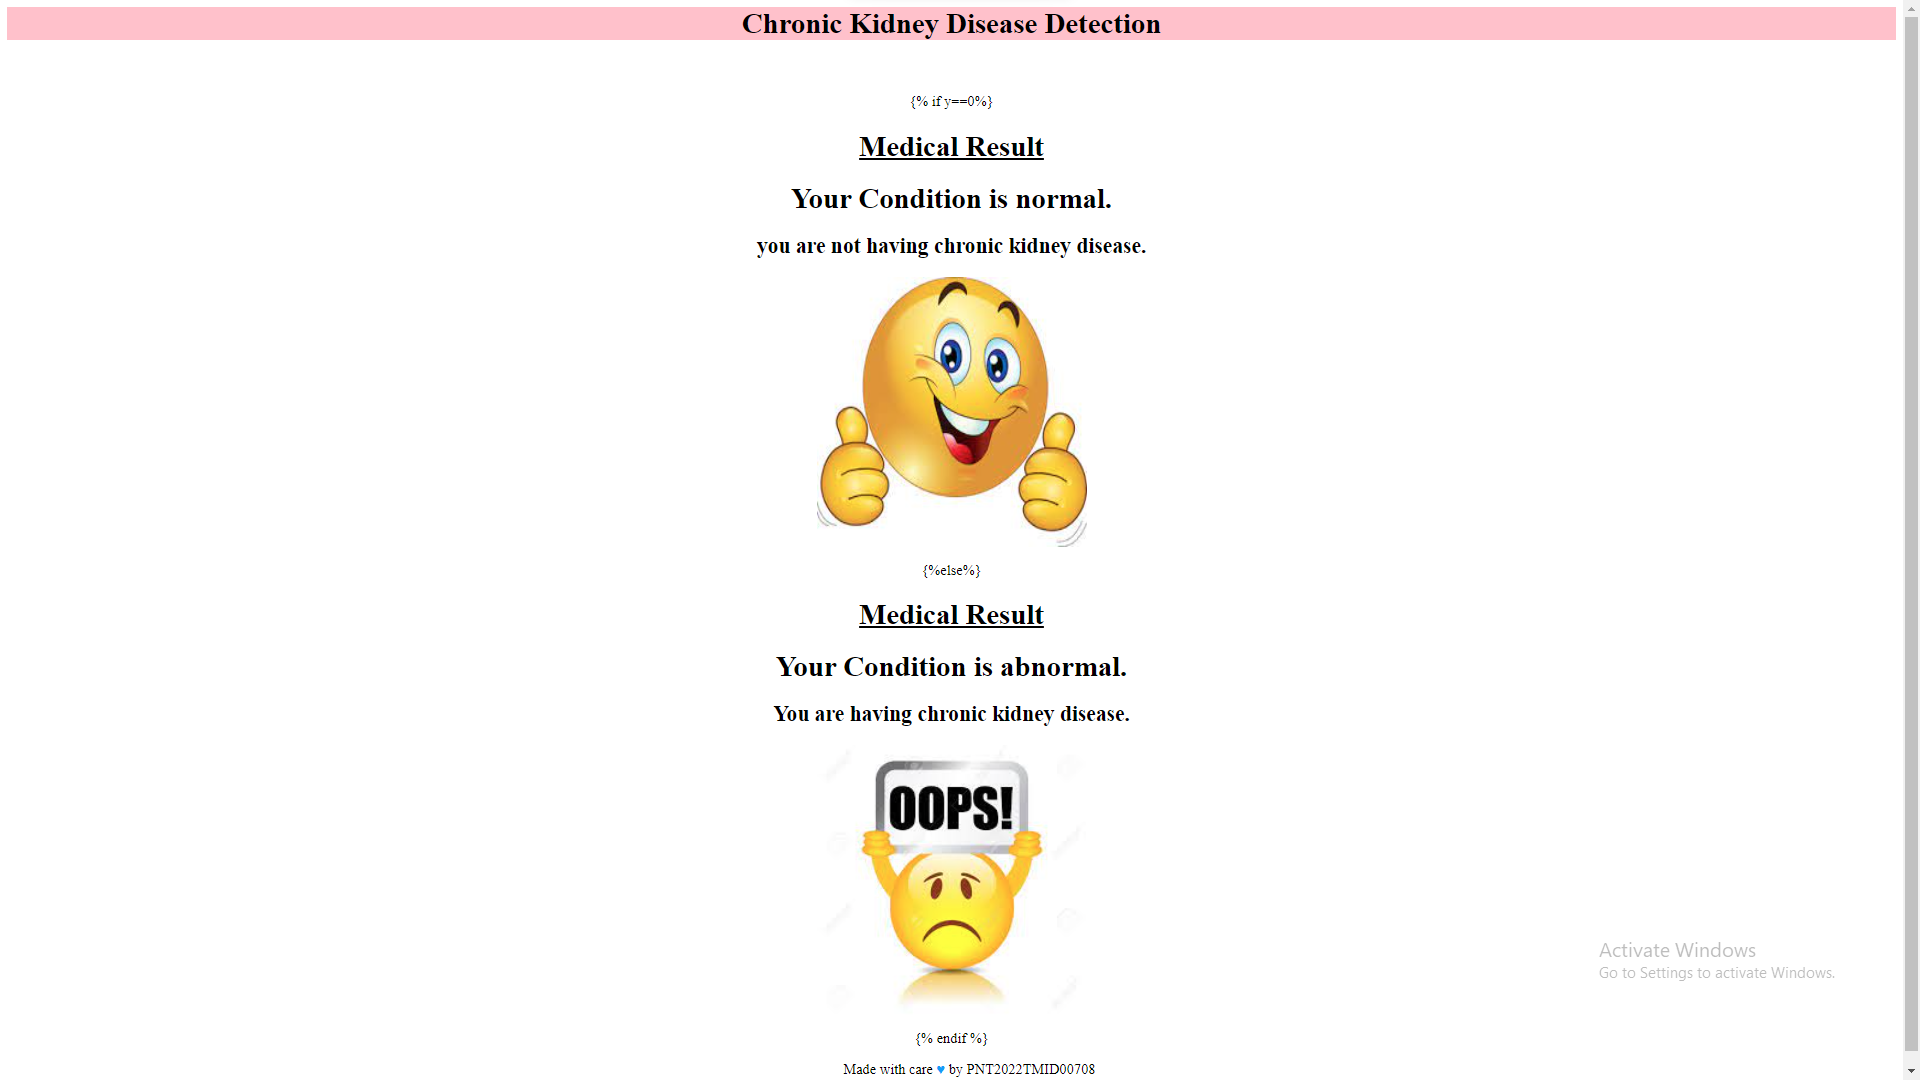 Chronic Kidney Disease Detection
{% if y==0%}
Medical Result
Your Condition is normal.
you are not having chronic kidney disease.
{%else%}
Medical Result
Your Condition is abnormal.
You are having chronic kidney disease.
OOPS!
Activate Windows
Go to Settings to activate Windows.
{% endif %}
Made with care ♥ by PNT2022TMID00708